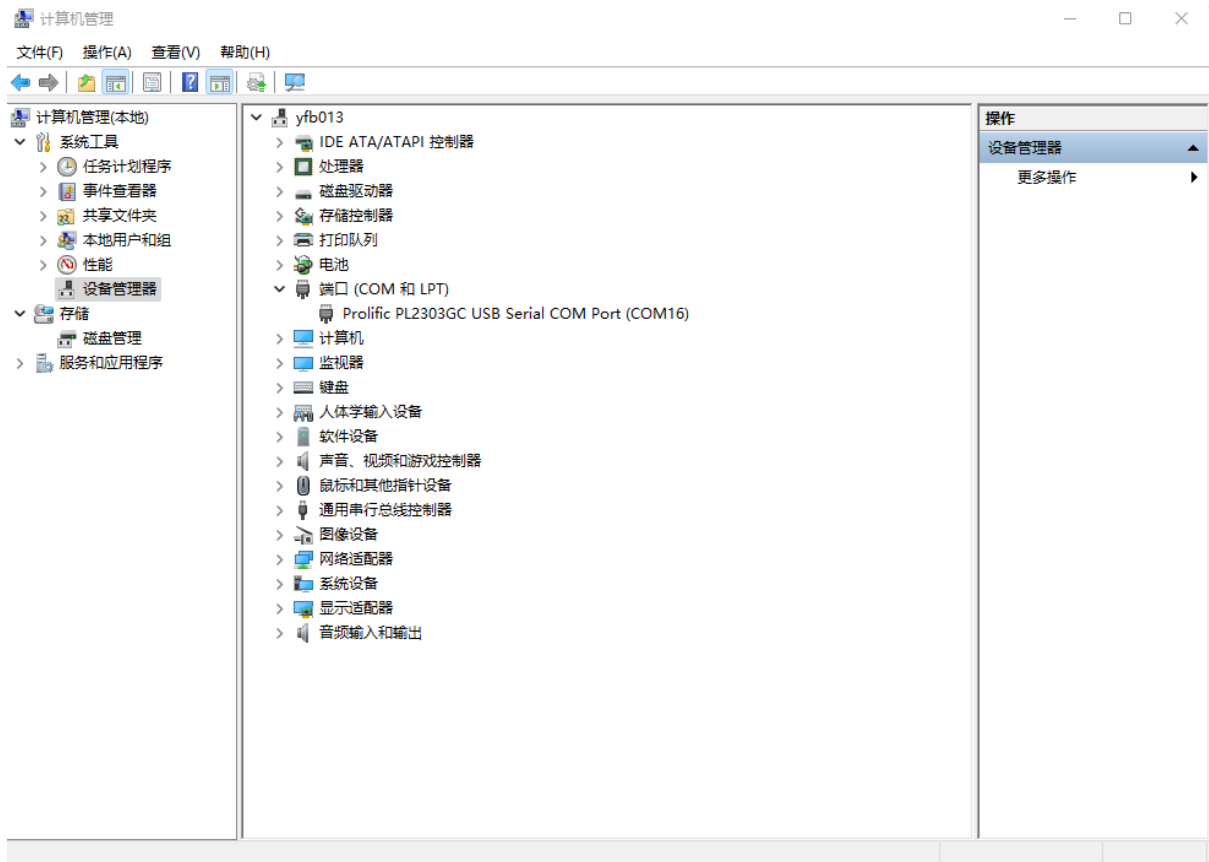 计算机管理
文件(F) 操作(A) 查看(V) 帮助(H)
计算机管理(本地)
系统工具
任务计划程序
事件查看器
共享文件夹
本地用户和组
性能
设备管理器
存储
磁盘管理
服务和应用程序
yfb013
IDE ATA/ATAPI 控制器
处理器
磁盘驱动器
存储控制器
打印队列
电池
端口 (COM 和 LPT)
Prolific PL2303GC USB Serial COM Port (COM16)
计算机
监视器
键盘
人体学输入设备
软件设备
声音、视频和游戏控制器
鼠标和其他指针设备
通用串行总线控制器
图像设备
网络适配器
系统设备
显示适配器
音频输入和输出
操作
设备管理器
更多操作